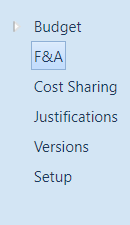 Budget
F&A
Cost Sharing
Justifications
Versions
Setup